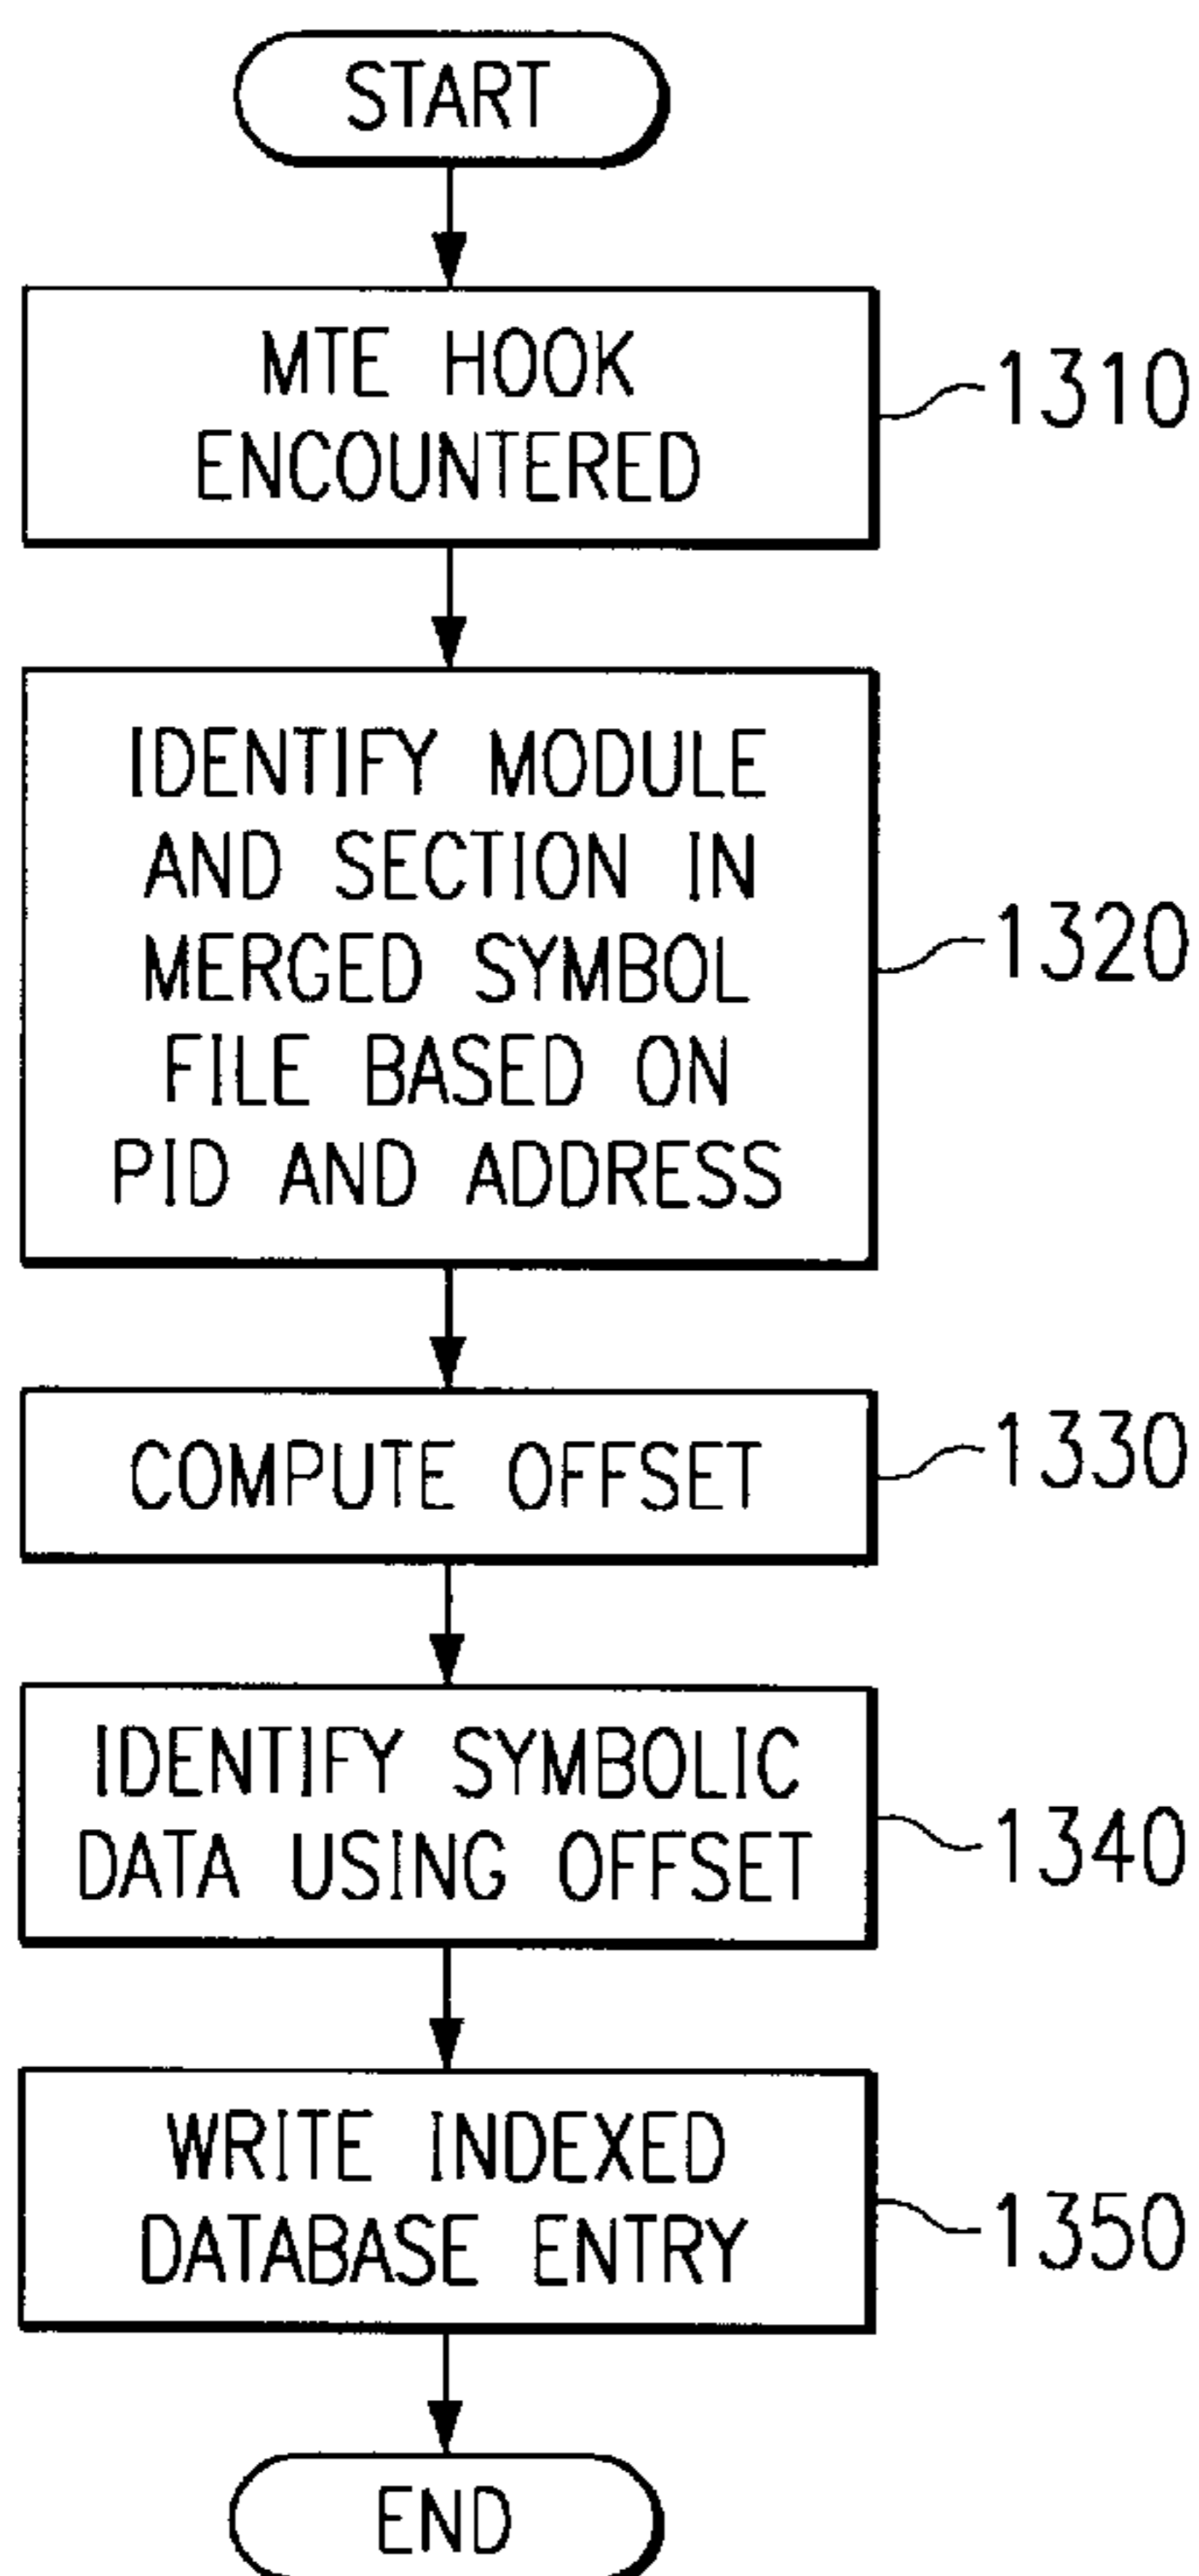 START
MTE HOOK
ENCOUNTERED
1310
IDENTIFY MODULE
AND SECTION IN
MERGED SYMBOL
FILE BASED ON
PID AND ADDRESS
1320
COMPUTE OFFSET
1330
IDENTIFY SYMBOLIC
DATA USING OFFSET
1340
WRITE INDEXED
DATABASE ENTRY
1350
END